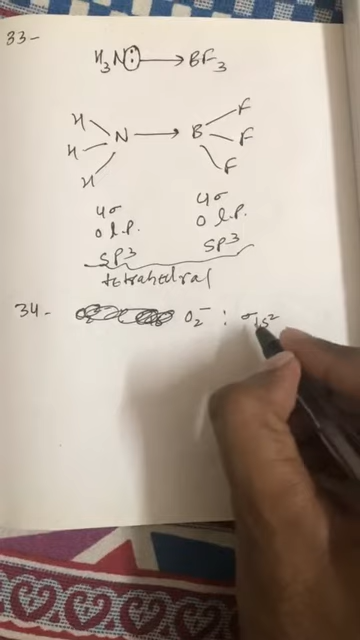 33-
H₃N: → BF₃
H F
H N → B F
H F
4σ 4σ
0 l.p. 0 l.p.
SP³ SP³
tetrahedral
34- O₂⁻ : σ1s²